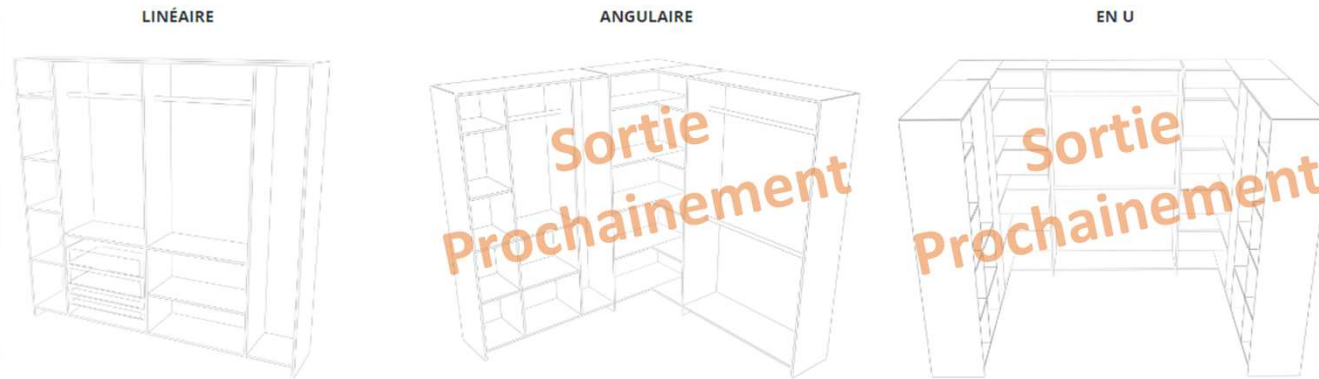 LINÉAIRE
ANGULAIRE
EN U
Sortie
Prochainement
Sortie
Prochainement